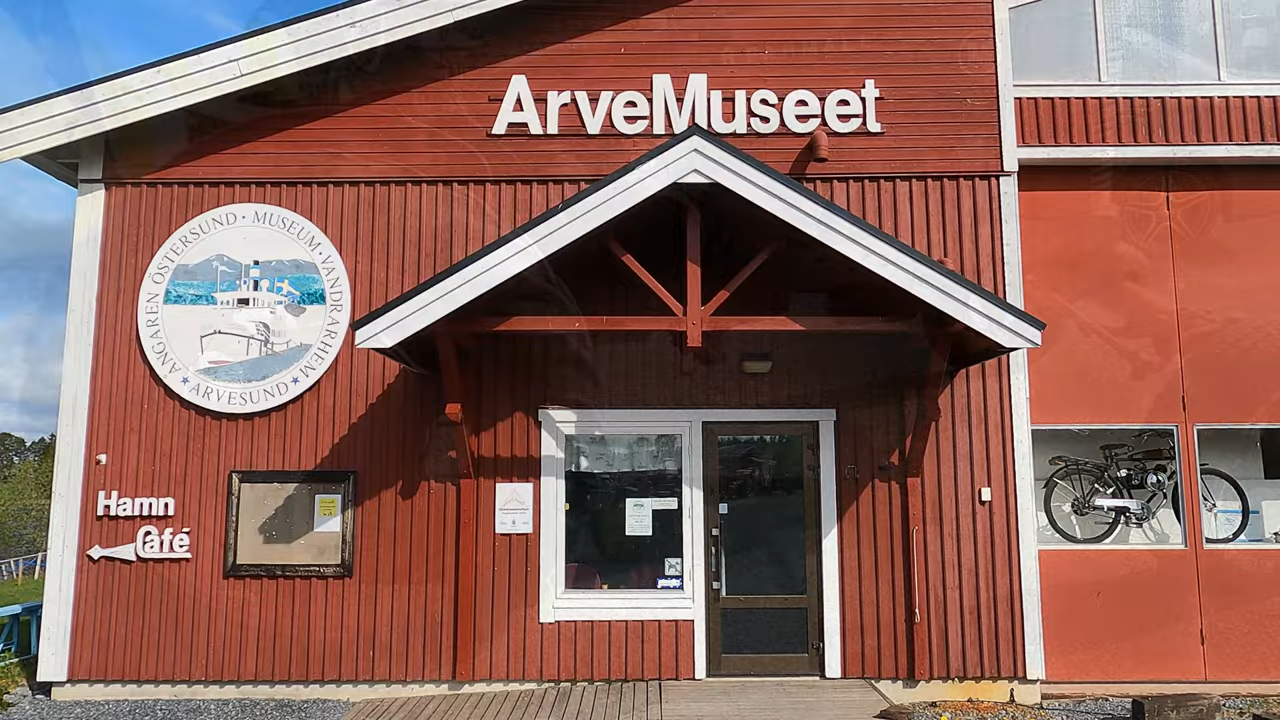 ArveMuseet
ÅNGAREN ÖSTERSUND · MUSEUM · VANDRARHEM
★ ARVESUND ★
Hamn
Café